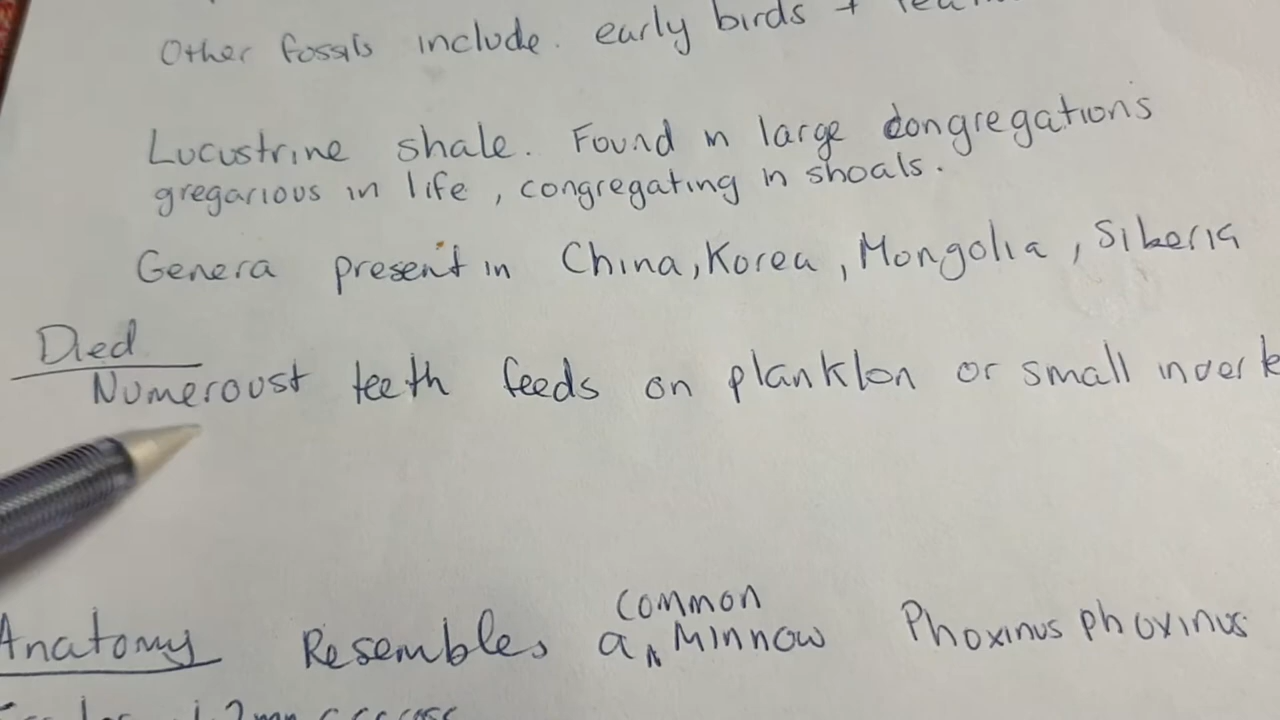 Other fossils include. early birds +
Lucustrine shale. Found in large congregations
gregarious in life, congregating in shoals.
Genera present in China, Korea, Mongolia, Siberia
Died
Numeroust teeth feeds on plankton or small invert
common
Anatomy Resembles a Minnow Phoxinus phoxinus